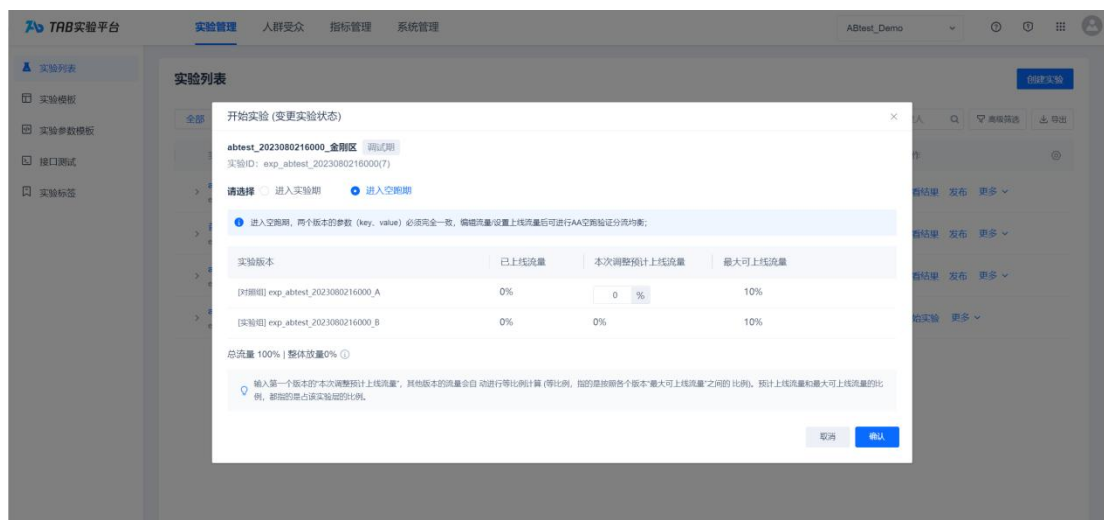 TAB实验平台
实验管理 人群受众 指标管理 系统管理
ABtest_Demo
实验列表
实验模板
实验参数模板
接口测试
实验标签
实验列表
创建实验
全部
人
高级筛选
导出
开始实验 (变更实验状态)
abtest_2023080216000_金刚区 调试期
实验ID: exp_abtest_2023080216000(7)
请选择 进入实验期 进入空跑期
进入空跑期，两个版本的参数（key、value）必须完全一致，编辑流量/设置上线流量后可进行AA空跑验证分流均衡;
实验版本 已上线流量 本次调整预计上线流量 最大可上线流量
[对照组] exp_abtest_2023080216000_A 0% 0 % 10%
[实验组] exp_abtest_2023080216000_B 0% 0% 10%
总流量 100% | 整体放量0%
输入第一个版本的“本次调整预计上线流量”，其他版本的流量会自 动进行等比例计算 (等比例，指的是按照各个版本“最大可上线流量”之间的 比例)。预计上线流量和最大可上线流量的比
例，都指的是占该实验层的比例。
取消 确认
看结果 发布 更多
看结果 发布 更多
看结果 发布 更多
始实验 更多